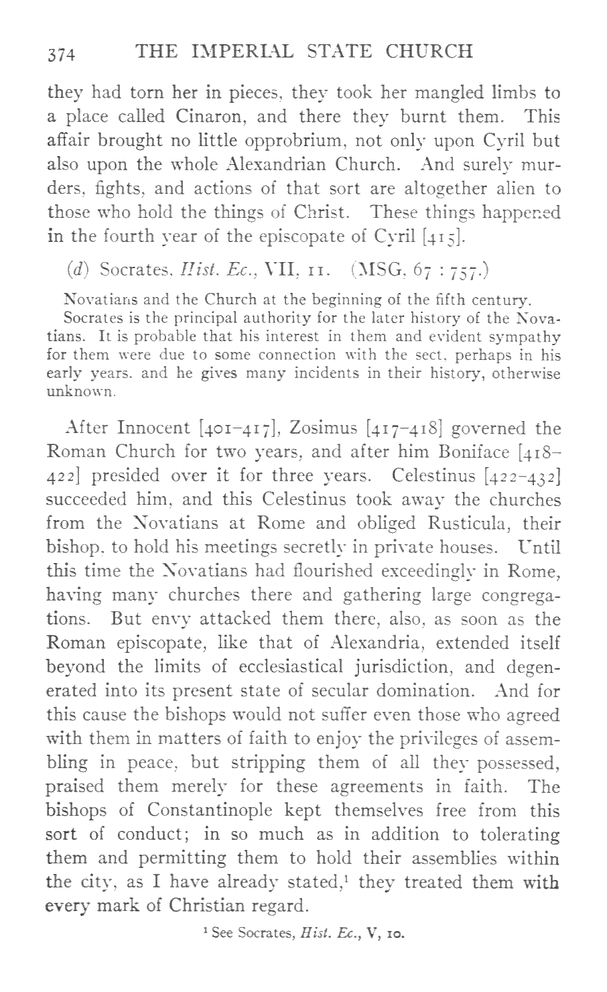 374 THE IMPERIAL STATE CHURCH
they had torn her in pieces, they took her mangled limbs to
a place called Cinaron, and there they burnt them. This
affair brought no little opprobrium, not only upon Cyril but
also upon the whole Alexandrian Church. And surely mur-
ders, fights, and actions of that sort are altogether alien to
those who hold the things of Christ. These things happened
in the fourth year of the episcopate of Cyril [415].
(d) Socrates, Hist. Ec., VII, 11. (MSG, 67 : 757.)
Novatians and the Church at the beginning of the fifth century.
Socrates is the principal authority for the later history of the Nova-
tians. It is probable that his interest in them and evident sympathy
for them were due to some connection with the sect, perhaps in his
early years, and he gives many incidents in their history, otherwise
unknown.
After Innocent [401–417], Zosimus [417–418] governed the
Roman Church for two years, and after him Boniface [418–
422] presided over it for three years. Celestinus [422–432]
succeeded him, and this Celestinus took away the churches
from the Novatians at Rome and obliged Rusticula, their
bishop, to hold his meetings secretly in private houses. Until
this time the Novatians had flourished exceedingly in Rome,
having many churches there and gathering large congrega-
tions. But envy attacked them there, also, as soon as the
Roman episcopate, like that of Alexandria, extended itself
beyond the limits of ecclesiastical jurisdiction, and degen-
erated into its present state of secular domination. And for
this cause the bishops would not suffer even those who agreed
with them in matters of faith to enjoy the privileges of assem-
bling in peace, but stripping them of all they possessed,
praised them merely for these agreements in faith. The
bishops of Constantinople kept themselves free from this
sort of conduct; in so much as in addition to tolerating
them and permitting them to hold their assemblies within
the city, as I have already stated,¹ they treated them with
every mark of Christian regard.
¹ See Socrates, Hist. Ec., V, 10.